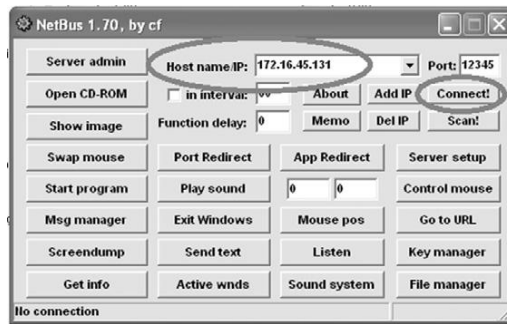 NetBus 1.70, by cf
Server admin Host name/IP: 172.16.45.131 Port: 12345
Open CD-ROM in interval: About Add IP Connect!
Show image Function delay: 0 Memo Del IP Scan!
Swap mouse Port Redirect App Redirect Server setup
Start program Play sound 0 0 Control mouse
Msg manager Exit Windows Mouse pos Go to URL
Screendump Send text Listen Key manager
Get info Active wnds Sound system File manager
No connection